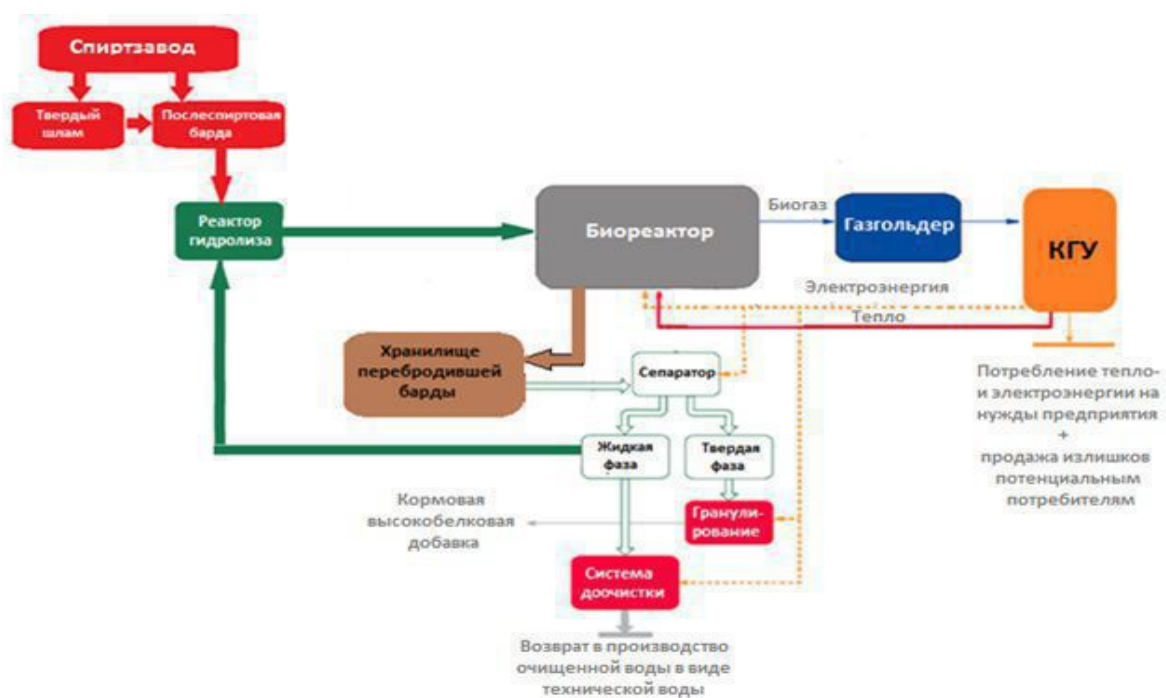 Спиртзавод
Твердый
шлам
Послеспиртовая
барда
Реактор
гидролиза
Биореактор
Биогаз
Газгольдер
КГУ
Электроэнергия
Тепло
Хранилище
перебродившей
барды
Сепаратор
Потребление тепло-
и электроэнергии на
нужды предприятия
+
продажа излишков
потенциальным
потребителям
Жидкая
фаза
Твердая
фаза
Кормовая
высокобелковая
добавка
Гранули-
рование
Система
доочистки
Возврат в производство
очищенной воды в виде
технической воды